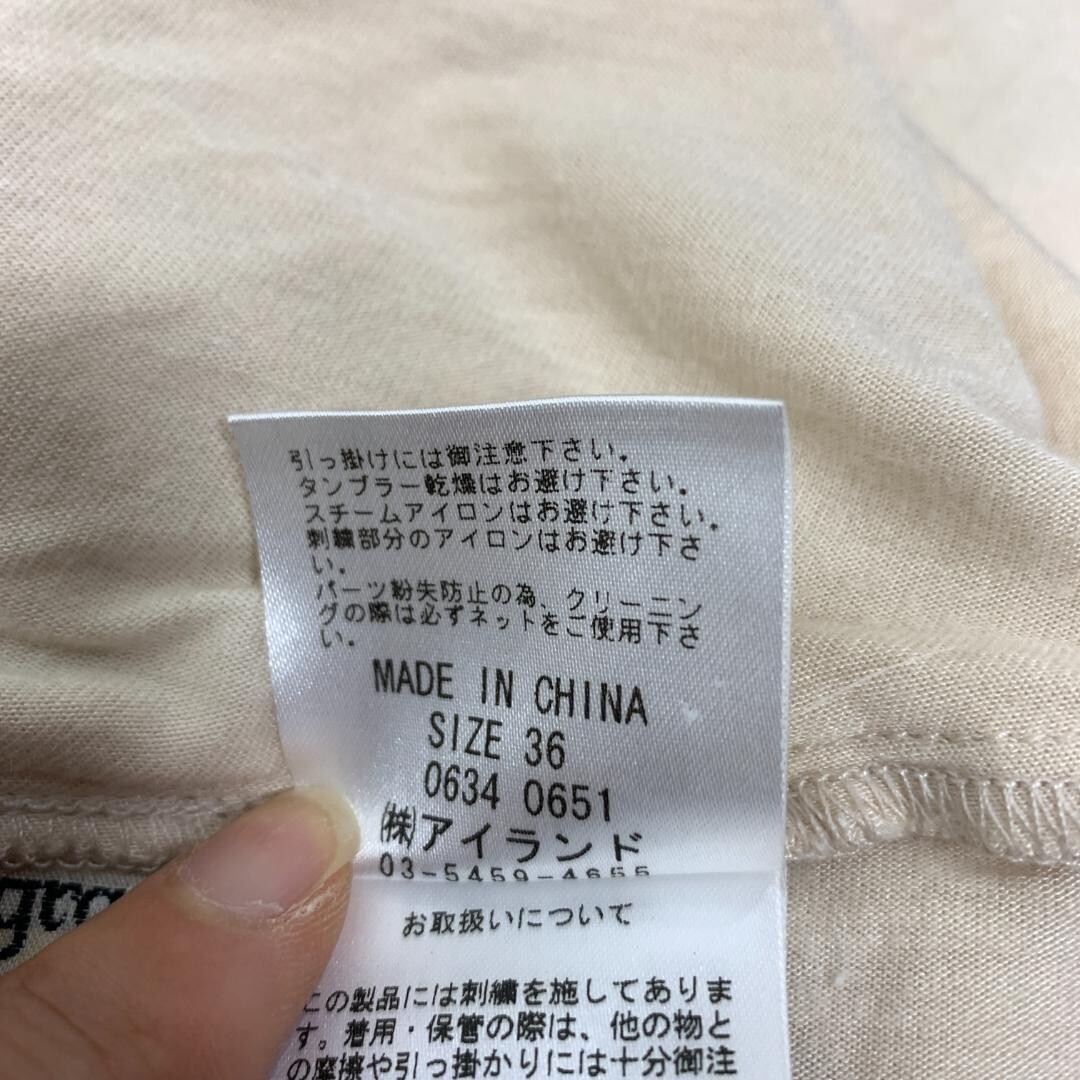 引っ掛けには御注意下さい。
タンブラー乾燥はお避け下さい。
スチームアイロンはお避け下さい。
刺繍部分のアイロンはお避け下さ
い。
パーツ紛失防止の為、クリーニン
グの際は必ずネットをご使用下さ
い。
MADE IN CHINA
SIZE 36
0634 0651
㈱アイランド
03-5459-4655
お取扱いについて
この製品には刺繍を施してありま
す。着用・保管の際は、他の物と
の摩擦や引っ掛かりには十分御注